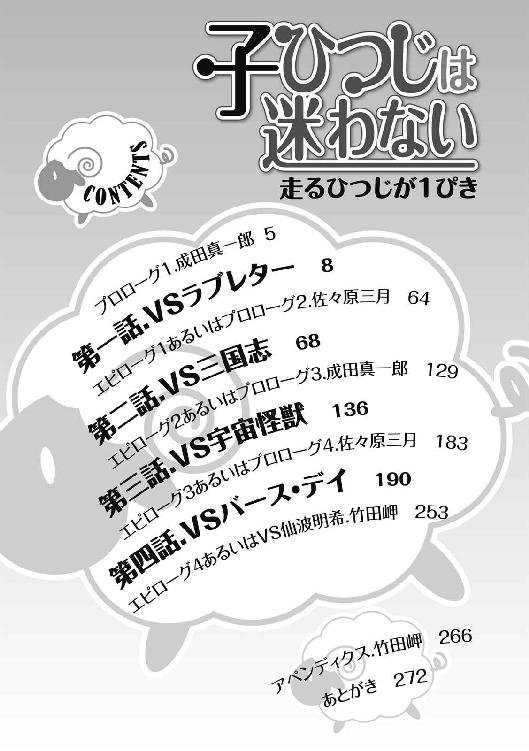 子ひつじは
迷わない
走るひつじが1ぴき
CONTENTS
プロローグ1.成田真一郎 5
第一話.VSラブレター 8
エピローグ1あるいはプロローグ2.佐々原三月 64
第二話.VS三国志 68
エピローグ2あるいはプロローグ3.成田真一郎 129
第三話.VS宇宙怪獣 136
エピローグ3あるいはプロローグ4.佐々原三月 183
第四話.VSバース・デイ 190
エピローグ4あるいはVS仙波明希.竹田岬 253
アペンディクス.竹田岬 266
あとがき 272